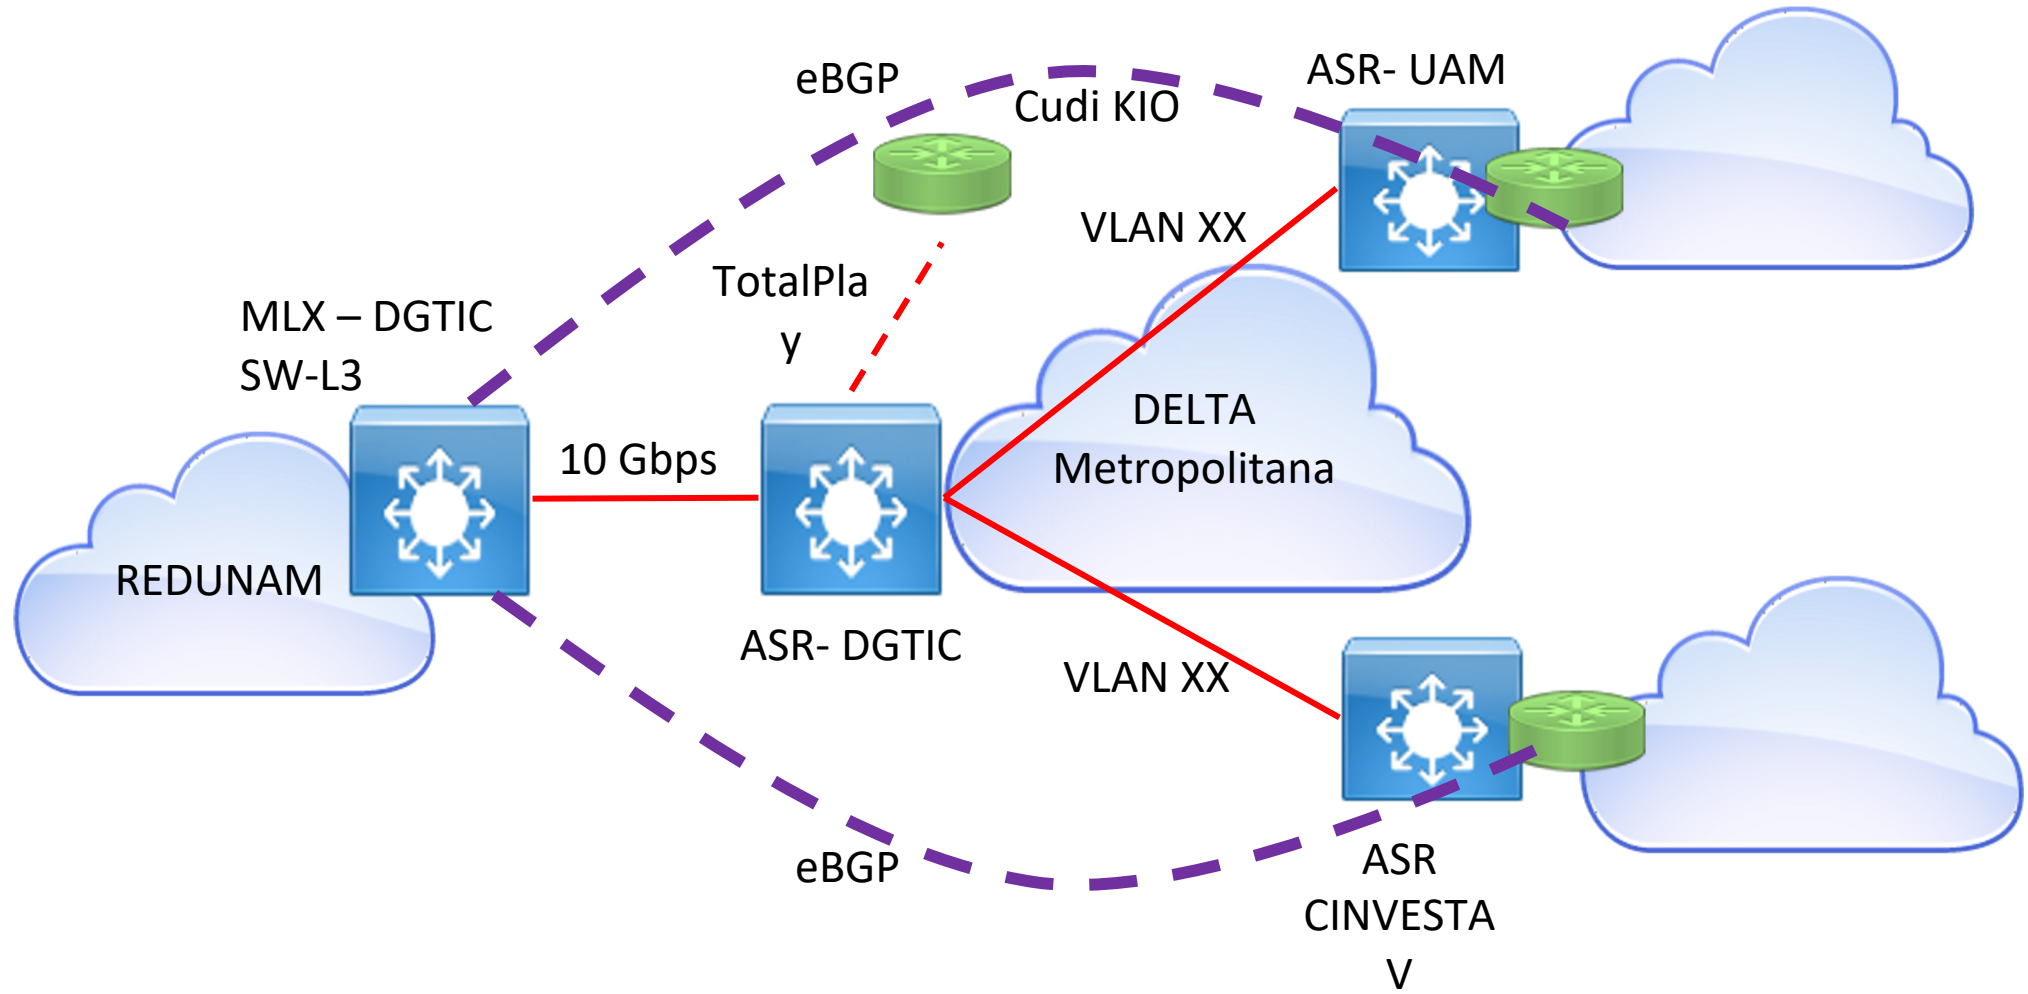 eBGP
Cudi KIO
ASR- UAM
VLAN XX
TotalPla
y
MLX – DGTIC
SW-L3
10 Gbps
DELTA
Metropolitana
REDUNAM
ASR- DGTIC
VLAN XX
eBGP
ASR
CINVESTA
V